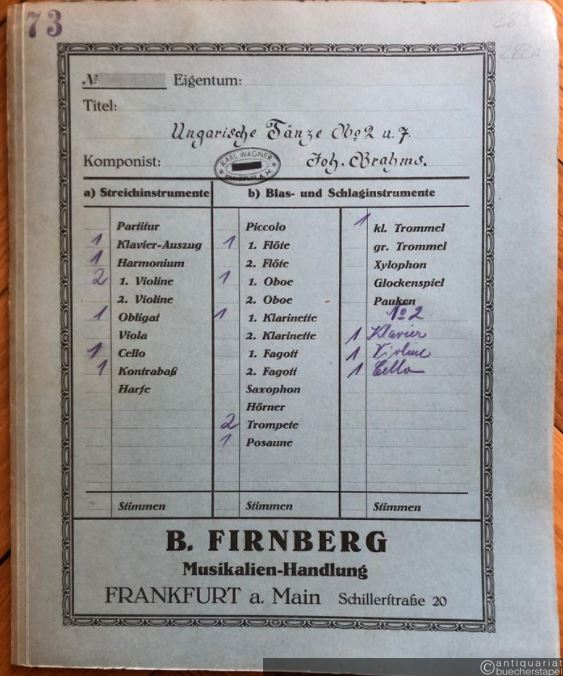 73
283
282a
№ Eigentum:
Titel:
Ungarische Tänze No 2 u. 7.
Komponist: Joh. Brahms.
KARL WAGNER
a) Streichinstrumente
b) Blas- und Schlaginstrumente
Partitur
1 Klavier-Auszug
1 Harmonium
2 1. Violine
2. Violine
1 Obligat
Viola
1 Cello
1 Kontrabaß
Harfe
Stimmen
Piccolo
1 1. Flöte
2. Flöte
1 1. Oboe
2. Oboe
1 1. Klarinette
2. Klarinette
1. Fagott
2. Fagott
Saxophon
Hörner
2 Trompete
1 Posaune
Stimmen
1 kl. Trommel
gr. Trommel
Xylophon
Glockenspiel
Pauken
No 2
1 Klavier
1 Violine
1 Cello
Stimmen
B. FIRNBERG
Musikalien-Handlung
FRANKFURT a. Main Schillerstraße 20
© antiquariat
buecherstapel